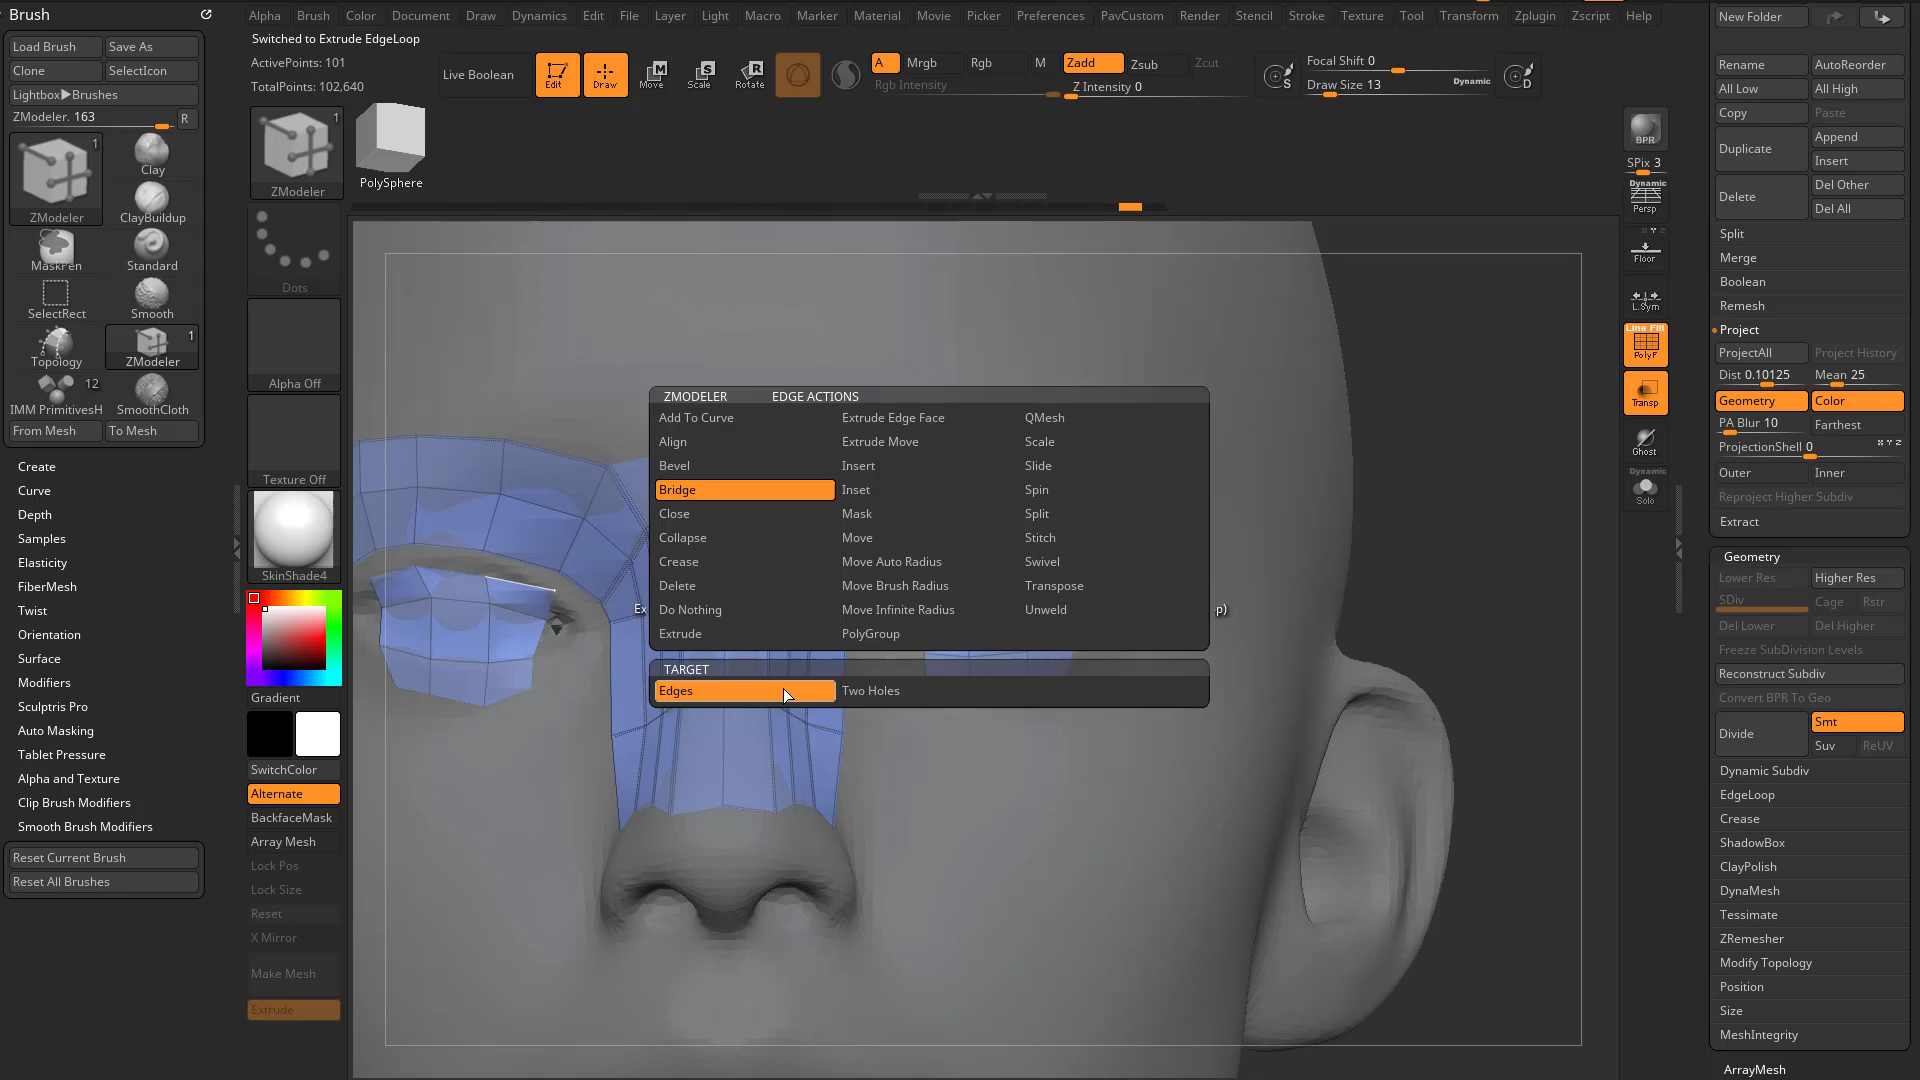 Brush
Alpha Brush Color Document Draw Dynamics Edit File Layer Light Macro Marker Material Movie Picker Preferences PavCustom Render Stencil Stroke Texture Tool Transform Zplugin Zscript Help
New Folder
Switched to Extrude EdgeLoop
Load Brush Save As
Clone SelectIcon
Lightbox▶Brushes
ZModeler. 163 R
1
ZModeler
Clay
ClayBuildup
MaskPen Standard
SelectRect Smooth
Topology 1 ZModeler
12
IMM PrimitivesH SmoothCloth
From Mesh To Mesh
Create
Curve
Depth
Samples
Elasticity
FiberMesh
Twist
Orientation
Surface
Modifiers
Sculptris Pro
Auto Masking
Tablet Pressure
Alpha and Texture
Clip Brush Modifiers
Smooth Brush Modifiers
Reset Current Brush
Reset All Brushes
ActivePoints: 101
TotalPoints: 102,640
Live Boolean
Edit Draw Move Scale Rotate
A Mrgb Rgb M Zadd Zsub Zcut
Rgb Intensity Z Intensity 0
Focal Shift 0
Draw Size 13 Dynamic
S
D
1
ZModeler
PolySphere
Dots
Alpha Off
Texture Off
SkinShade4
Gradient
SwitchColor
Alternate
BackfaceMask
Array Mesh
Lock Pos
Lock Size
Reset
X Mirror
Make Mesh
Extrude
ZMODELER EDGE ACTIONS
Add To Curve Extrude Edge Face QMesh
Align Extrude Move Scale
Bevel Insert Slide
Bridge Inset Spin
Close Mask Split
Collapse Move Stitch
Crease Move Auto Radius Swivel
Delete Move Brush Radius Transpose
Do Nothing Move Infinite Radius Unweld
Extrude PolyGroup
Ex
p)
TARGET
Edges Two Holes
BPR
SPix 3
Dynamic
Persp
Floor
L.Sym
Line Fill
PolyF
Transp
Ghost
Dynamic
Solo
Rename AutoReorder
All Low All High
Copy Paste
Duplicate Append
Insert
Delete Del Other
Del All
Split
Merge
Boolean
Remesh
Project
ProjectAll Project History
Dist 0.10125 Mean 25
Geometry Color
PA Blur 10 Farthest
ProjectionShell 0
Outer Inner
Reproject Higher Subdiv
Extract
Geometry
Lower Res Higher Res
SDiv Cage Rstr
Del Lower Del Higher
Freeze SubDivision Levels
Reconstruct Subdiv
Convert BPR To Geo
Divide Smt
Suv ReUV
Dynamic Subdiv
EdgeLoop
Crease
ShadowBox
ClayPolish
DynaMesh
Tessimate
ZRemesher
Modify Topology
Position
Size
MeshIntegrity
ArrayMesh